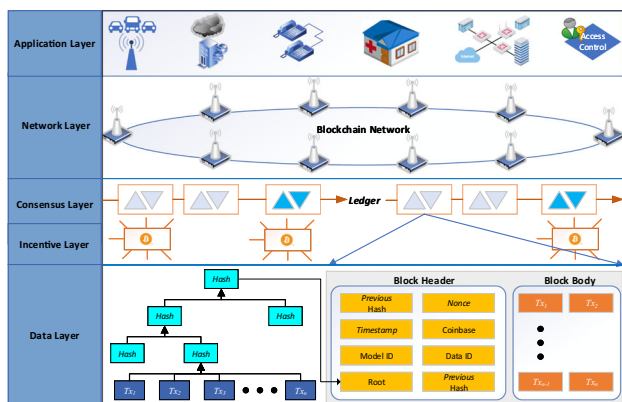 Application Layer
Access
Control
Network Layer
Blockchain Network
Consensus Layer
Ledger
Incentive Layer
Data Layer
Hash
Hash
Hash
Hash
Hash
Tx1
Tx2
Tx3
Txn
Block Header
Previous
Hash
Nonce
Timestamp
Coinbase
Model ID
Data ID
Root
Previous
Hash
Block Body
Tx1
Tx2
Txn-1
Txn